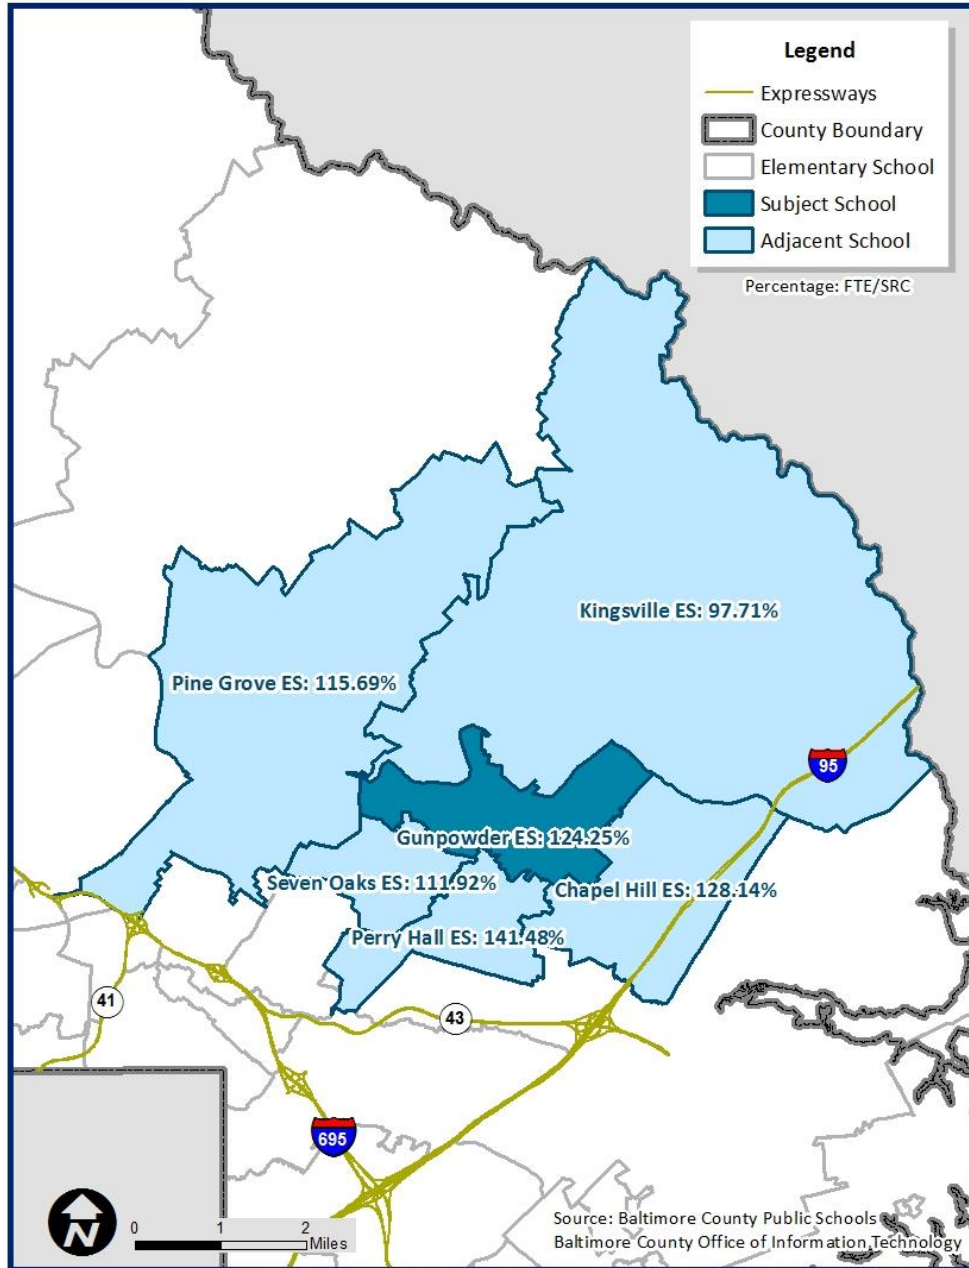 Legend
Expressways
County Boundary
Elementary School
Subject School
Adjacent School
Percentage: FTE/SRC
Kingsville ES: 97.71%
Pine Grove ES: 115.69%
95
Gunpowder ES: 124.25%
Seven Oaks ES: 111.92%
Chapel Hill ES: 128.14%
Perry Hall ES: 141.48%
41
43
695
N
0 1 2
Miles
Source: Baltimore County Public Schools
Baltimore County Office of Information Technology